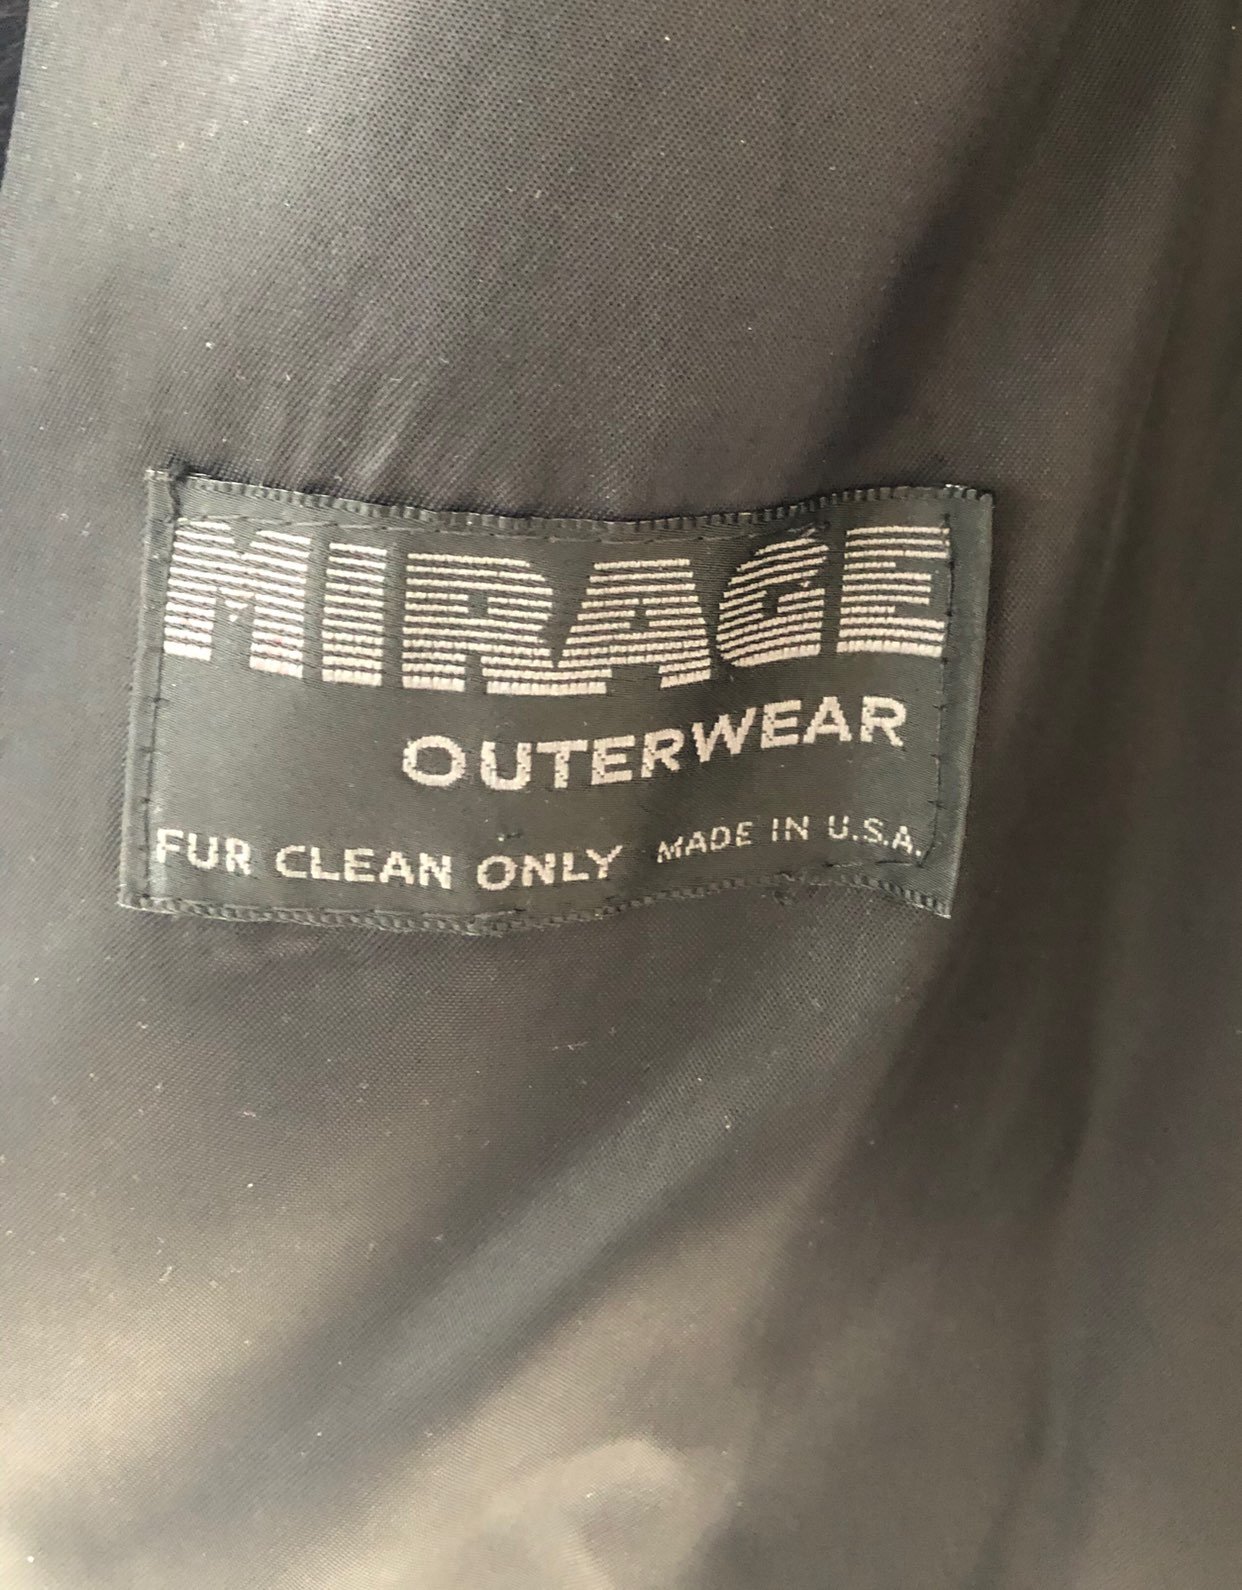 MIRAGE
OUTERWEAR
FUR CLEAN ONLY MADE IN U.S.A.